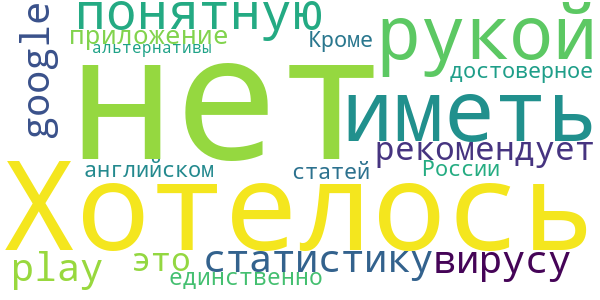 понятную
google
приложение
альтернативы
Кроме
рукой
нет
достоверное
иметь
рекомендует
английском
статей
России
Хотелось
play
это
статистику
вирусу
единственно